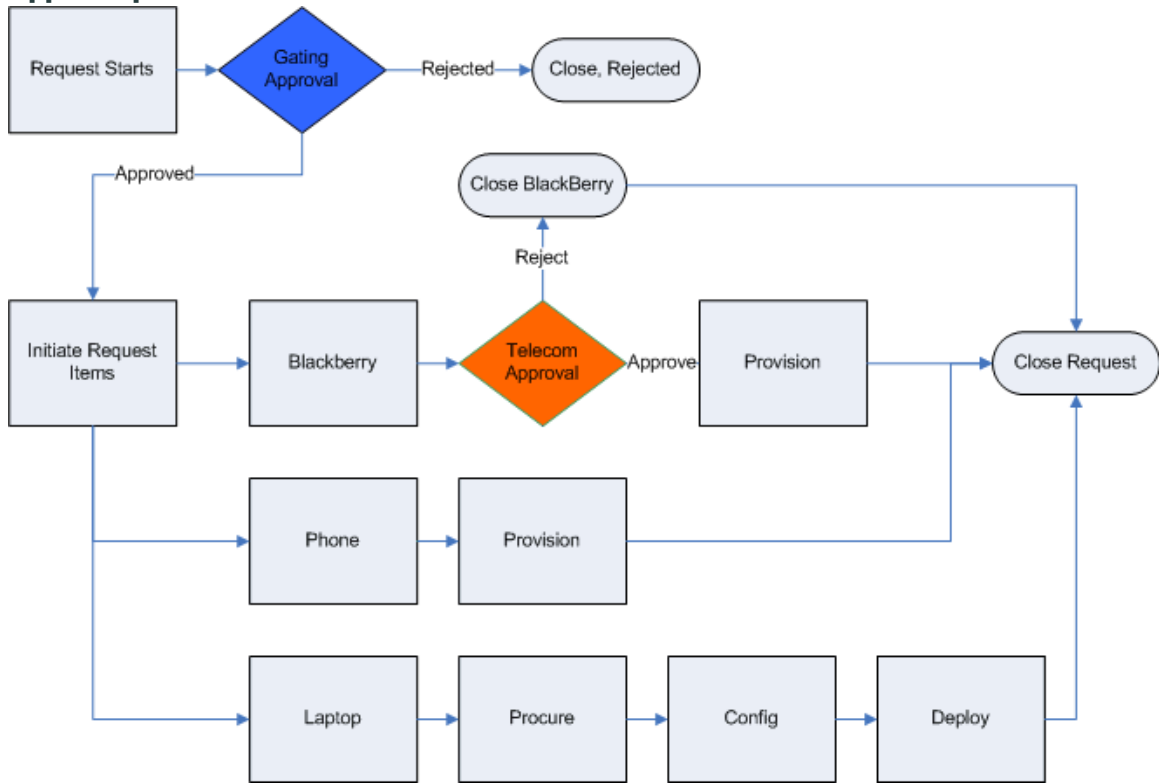 Request Starts
Gating
Approval
Rejected
Close, Rejected
Approved
Close BlackBerry
Reject
Initiate Request
Items
Blackberry
Telecom
Approval
Approve
Provision
Close Request
Phone
Provision
Laptop
Procure
Config
Deploy